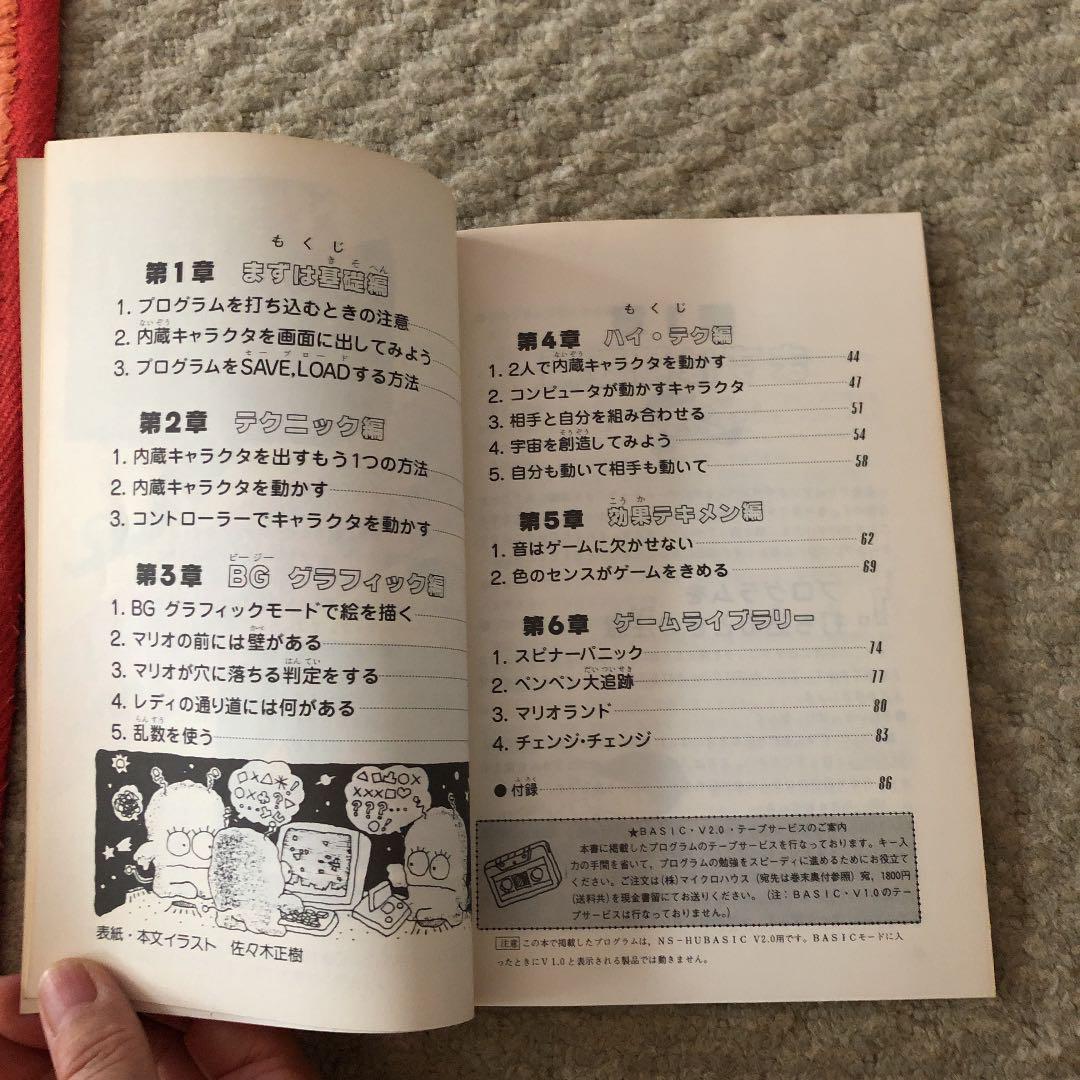 もくじ
第1章 まずは基礎編
1. プログラムを打ち込むときの注意
2. 内蔵キャラクタを画面に出してみよう
3. プログラムをSAVE,LOADする方法
第2章 テクニック編
1. 内蔵キャラクタを出すもう1つの方法
2. 内蔵キャラクタを動かす
3. コントローラーでキャラクタを動かす
第3章 BG グラフィック編
1. BG グラフィックモードで絵を描く
2. マリオの前には壁がある
3. マリオが穴に落ちる判定をする
4. レディの通り道には何がある
5. 乱数を使う
表紙・本文イラスト 佐々木正樹
もくじ
第4章 ハイ・テク編
1. 2人で内蔵キャラクタを動かす 44
2. コンピュータが動かすキャラクタ 47
3. 相手と自分を組み合わせる 51
4. 宇宙を創造してみよう 54
5. 自分も動いて相手も動いて 58
第5章 効果テキメン編
1. 音はゲームに欠かせない 62
2. 色のセンスがゲームをきめる 69
第6章 ゲームライブラリー
1. スピナーパニック 74
2. ペンペン大追跡 77
3. マリオランド 80
4. チェンジ・チェンジ 83
●付録 86
★BASIC・V2.0・テープサービスのご案内
本書に掲載したプログラムのテープサービスを行なっております。キー入
力の手間を省いて、プログラムの勉強をスピーディに進めるためにお役立て
ください。ご注文は(株)マイクロハウス(宛先は巻末奥付参照)宛、1800円
(送料共)を現金書留にてお送りください。(注:BASIC・V1.0のテー
プサービスは行なっておりません。)
注意 この本で掲載したプログラムは、NS-HUBASIC V2.0用です。BASICモードに入
ったときにV1.0と表示される製品では動きません。